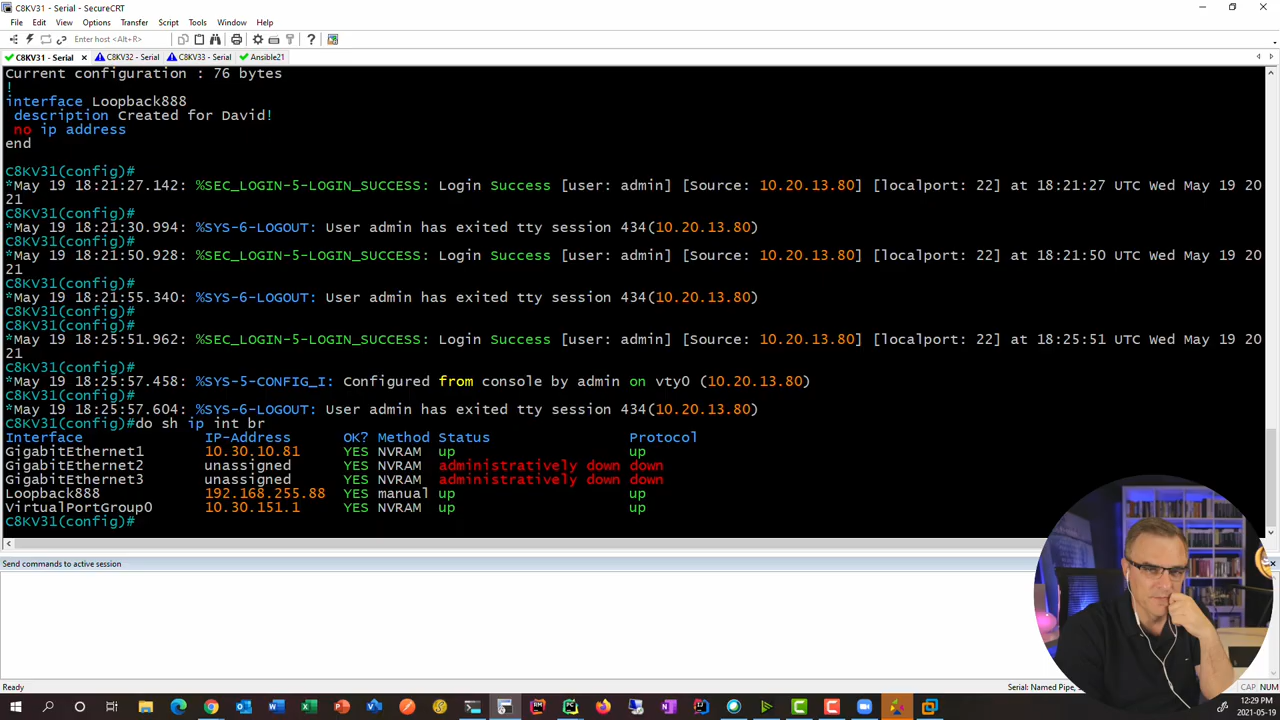 C8KV31 - Serial - SecureCRT
File Edit View Options Transfer Script Tools Window Help
Enter host <Alt+R>
C8KV31 - Serial × C8KV32 - Serial C8KV33 - Serial Ansible21
Current configuration : 76 bytes
!
interface Loopback888
description Created for David!
no ip address
end
C8KV31(config)#
*May 19 18:21:27.142: %SEC_LOGIN-5-LOGIN_SUCCESS: Login Success [user: admin] [Source: 10.20.13.80] [localport: 22] at 18:21:27 UTC Wed May 19 20
21
C8KV31(config)#
*May 19 18:21:30.994: %SYS-6-LOGOUT: User admin has exited tty session 434(10.20.13.80)
C8KV31(config)#
*May 19 18:21:50.928: %SEC_LOGIN-5-LOGIN_SUCCESS: Login Success [user: admin] [Source: 10.20.13.80] [localport: 22] at 18:21:50 UTC Wed May 19 20
21
C8KV31(config)#
*May 19 18:21:55.340: %SYS-6-LOGOUT: User admin has exited tty session 434(10.20.13.80)
C8KV31(config)#
C8KV31(config)#
*May 19 18:25:51.962: %SEC_LOGIN-5-LOGIN_SUCCESS: Login Success [user: admin] [Source: 10.20.13.80] [localport: 22] at 18:25:51 UTC Wed May 19 20
21
C8KV31(config)#
*May 19 18:25:57.458: %SYS-5-CONFIG_I: Configured from console by admin on vty0 (10.20.13.80)
C8KV31(config)#
*May 19 18:25:57.604: %SYS-6-LOGOUT: User admin has exited tty session 434(10.20.13.80)
C8KV31(config)#do sh ip int br
Interface IP-Address OK? Method Status Protocol
GigabitEthernet1 10.30.10.81 YES NVRAM up up
GigabitEthernet2 unassigned YES NVRAM administratively down down
GigabitEthernet3 unassigned YES NVRAM administratively down down
Loopback888 192.168.255.88 YES manual up up
VirtualPortGroup0 10.30.151.1 YES NVRAM up up
C8KV31(config)#
Send commands to active session
Ready Serial: Named Pipe, CAP NUM
12:29 PM
2021-05-19